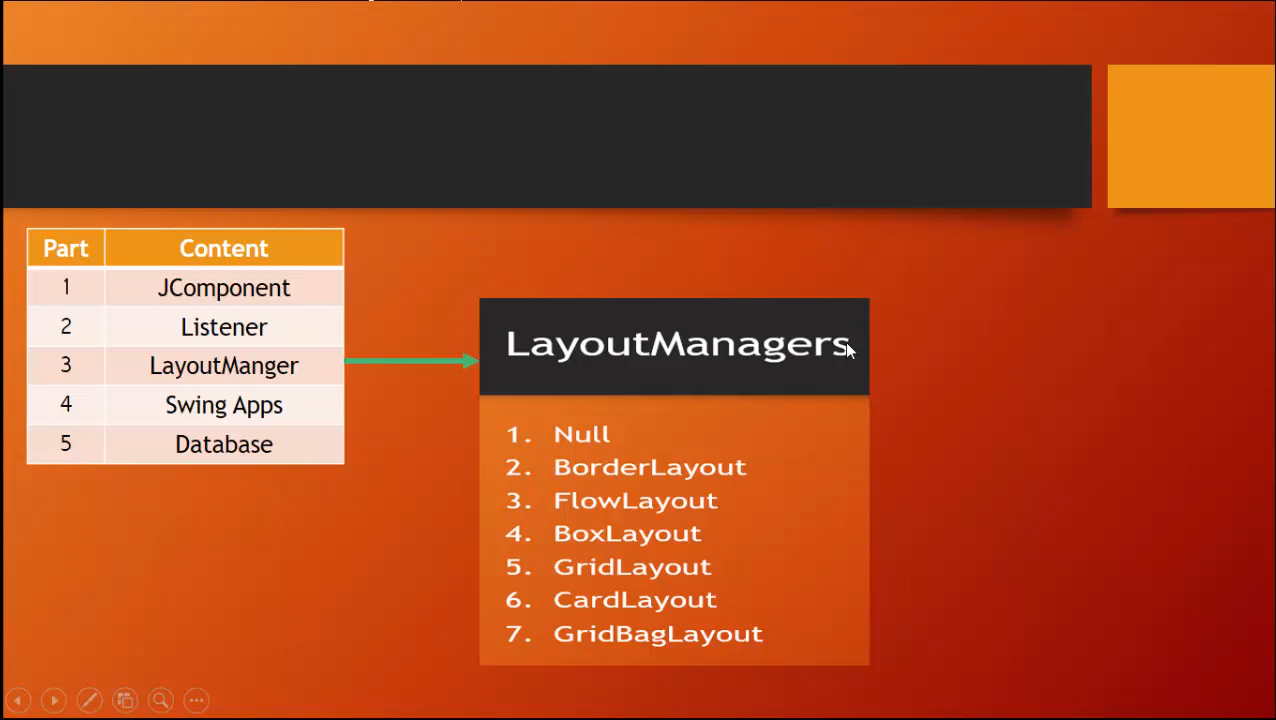 Part Content
1 JComponent
2 Listener
3 LayoutManger
4 Swing Apps
5 Database
LayoutManagers
1. Null
2. BorderLayout
3. FlowLayout
4. BoxLayout
5. GridLayout
6. CardLayout
7. GridBagLayout